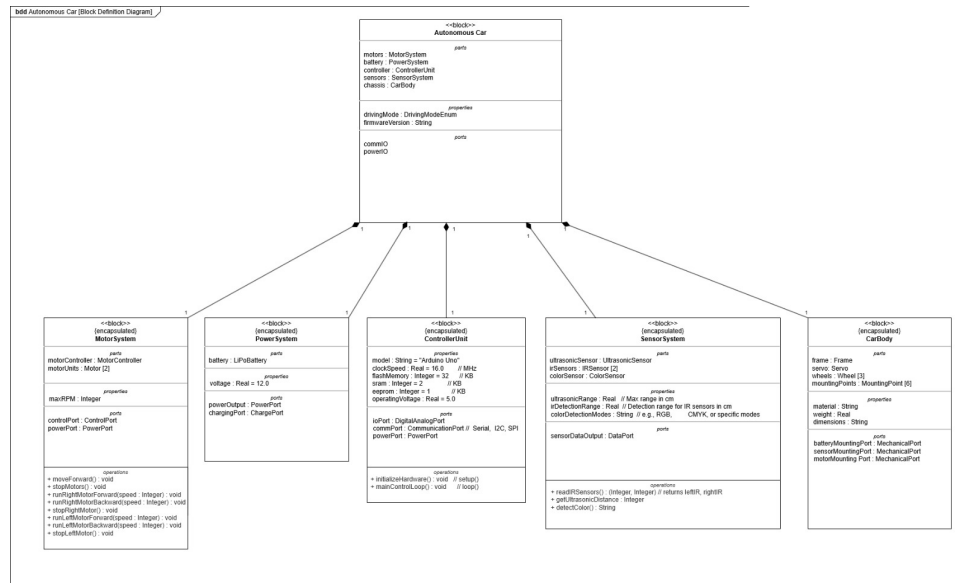 bdd Autonomous Car [Block Definition Diagram]
<<block>>
Autonomous Car
parts
motors : MotorSystem
battery : PowerSystem
controller : ControllerUnit
sensors : SensorSystem
chassis : CarBody
properties
drivingMode : DrivingModeEnum
firmwareVersion : String
ports
commIO
powerIO
1
1
1
1
1
1
1
1
1
1
<<block>>
{encapsulated}
MotorSystem
parts
motorController : MotorController
motorUnits : Motor [2]
properties
maxRPM : Integer
ports
controlPort : ControlPort
powerPort : PowerPort
operations
+ moveForward() : void
+ stopMotors() : void
+ runRightMotorForward(speed : Integer) : void
+ runRightMotorBackward(speed : Integer) : void
+ stopRightMotor() : void
+ runLeftMotorForward(speed : Integer) : void
+ runLeftMotorBackward(speed : Integer) : void
+ stopLeftMotor() : void
<<block>>
{encapsulated}
PowerSystem
parts
battery : LiPoBattery
properties
voltage : Real = 12.0
ports
powerOutput : PowerPort
chargingPort : ChargePort
<<block>>
{encapsulated}
ControllerUnit
properties
model : String = "Arduino Uno"
clockSpeed : Real = 16.0 // MHz
flashMemory : Integer = 32 // KB
sram : Integer = 2 // KB
eeprom : Integer = 1 // KB
operatingVoltage : Real = 5.0
ports
ioPort : DigitalAnalogPort
commPort : CommunicationPort // Serial, I2C, SPI
powerPort : PowerPort
operations
+ initializeHardware() : void // setup()
+ mainControlLoop() : void // loop()
<<block>>
{encapsulated}
SensorSystem
parts
ultrasonicSensor : UltrasonicSensor
irSensors : IRSensor [2]
colorSensor : ColorSensor
properties
ultrasonicRange : Real // Max range in cm
irDetectionRange : Real // Detection range for IR sensors in cm
colorDetectionModes : String // e.g., RGB, CMYK, or specific modes
ports
sensorDataOutput : DataPort
operations
+ readIRSensors() : (Integer, Integer) // returns leftIR, rightIR
+ getUltrasonicDistance : Integer
+ detectColor() : String
<<block>>
{encapsulated}
CarBody
parts
frame : Frame
servo: Servo
wheels : Wheel [3]
mountingPoints : MountingPoint [6]
properties
material : String
weight : Real
dimensions : String
ports
batteryMountingPort : MechanicalPort
sensorMountingPort : MechanicalPort
motorMounting Port : MechanicalPort